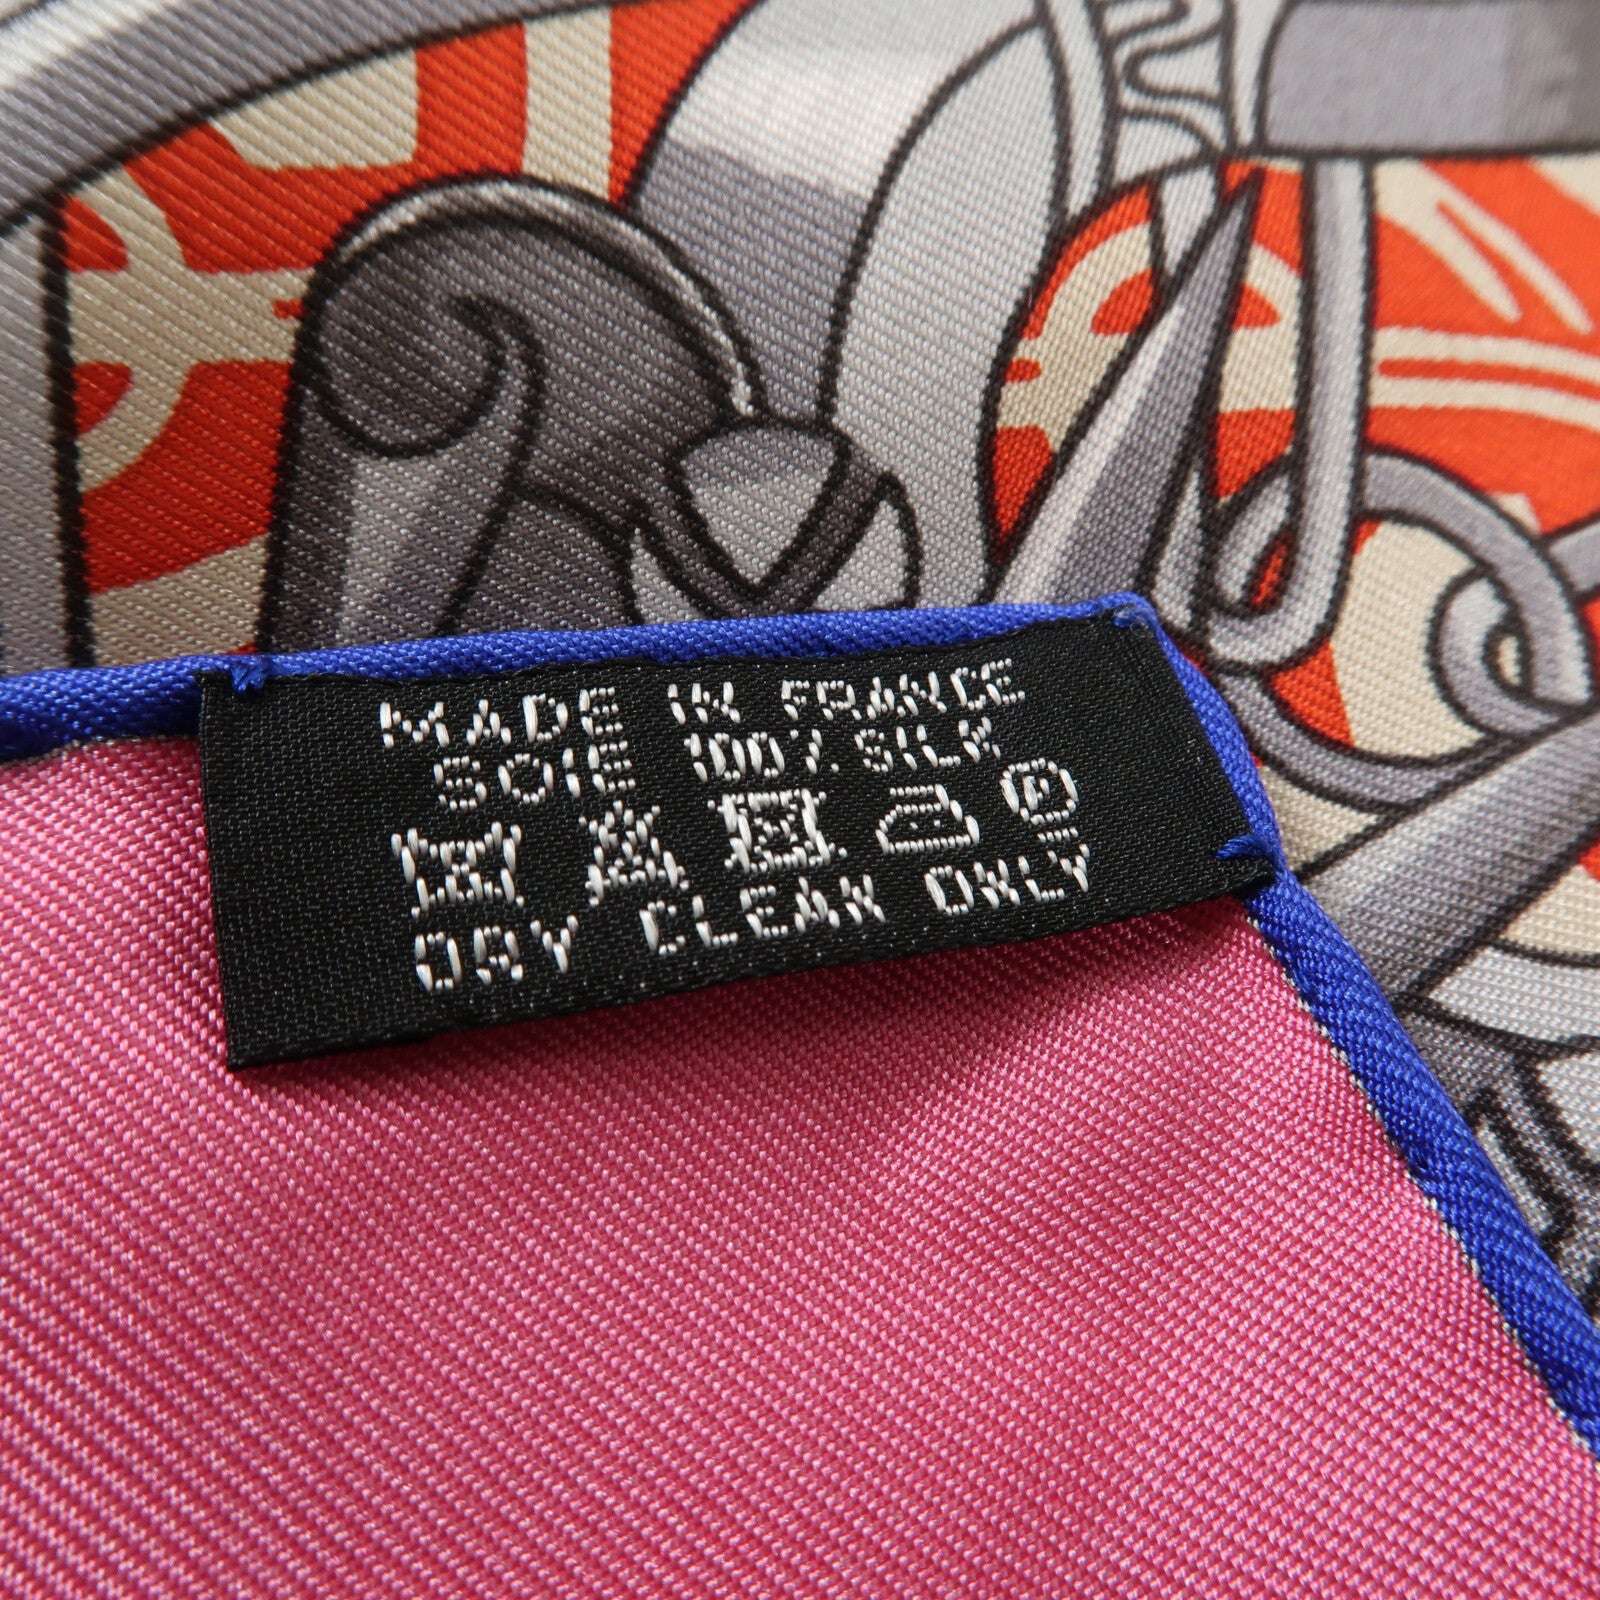 MADE IN FRANCE
SOIE 100% SILK
P
DRY CLEAN ONLY